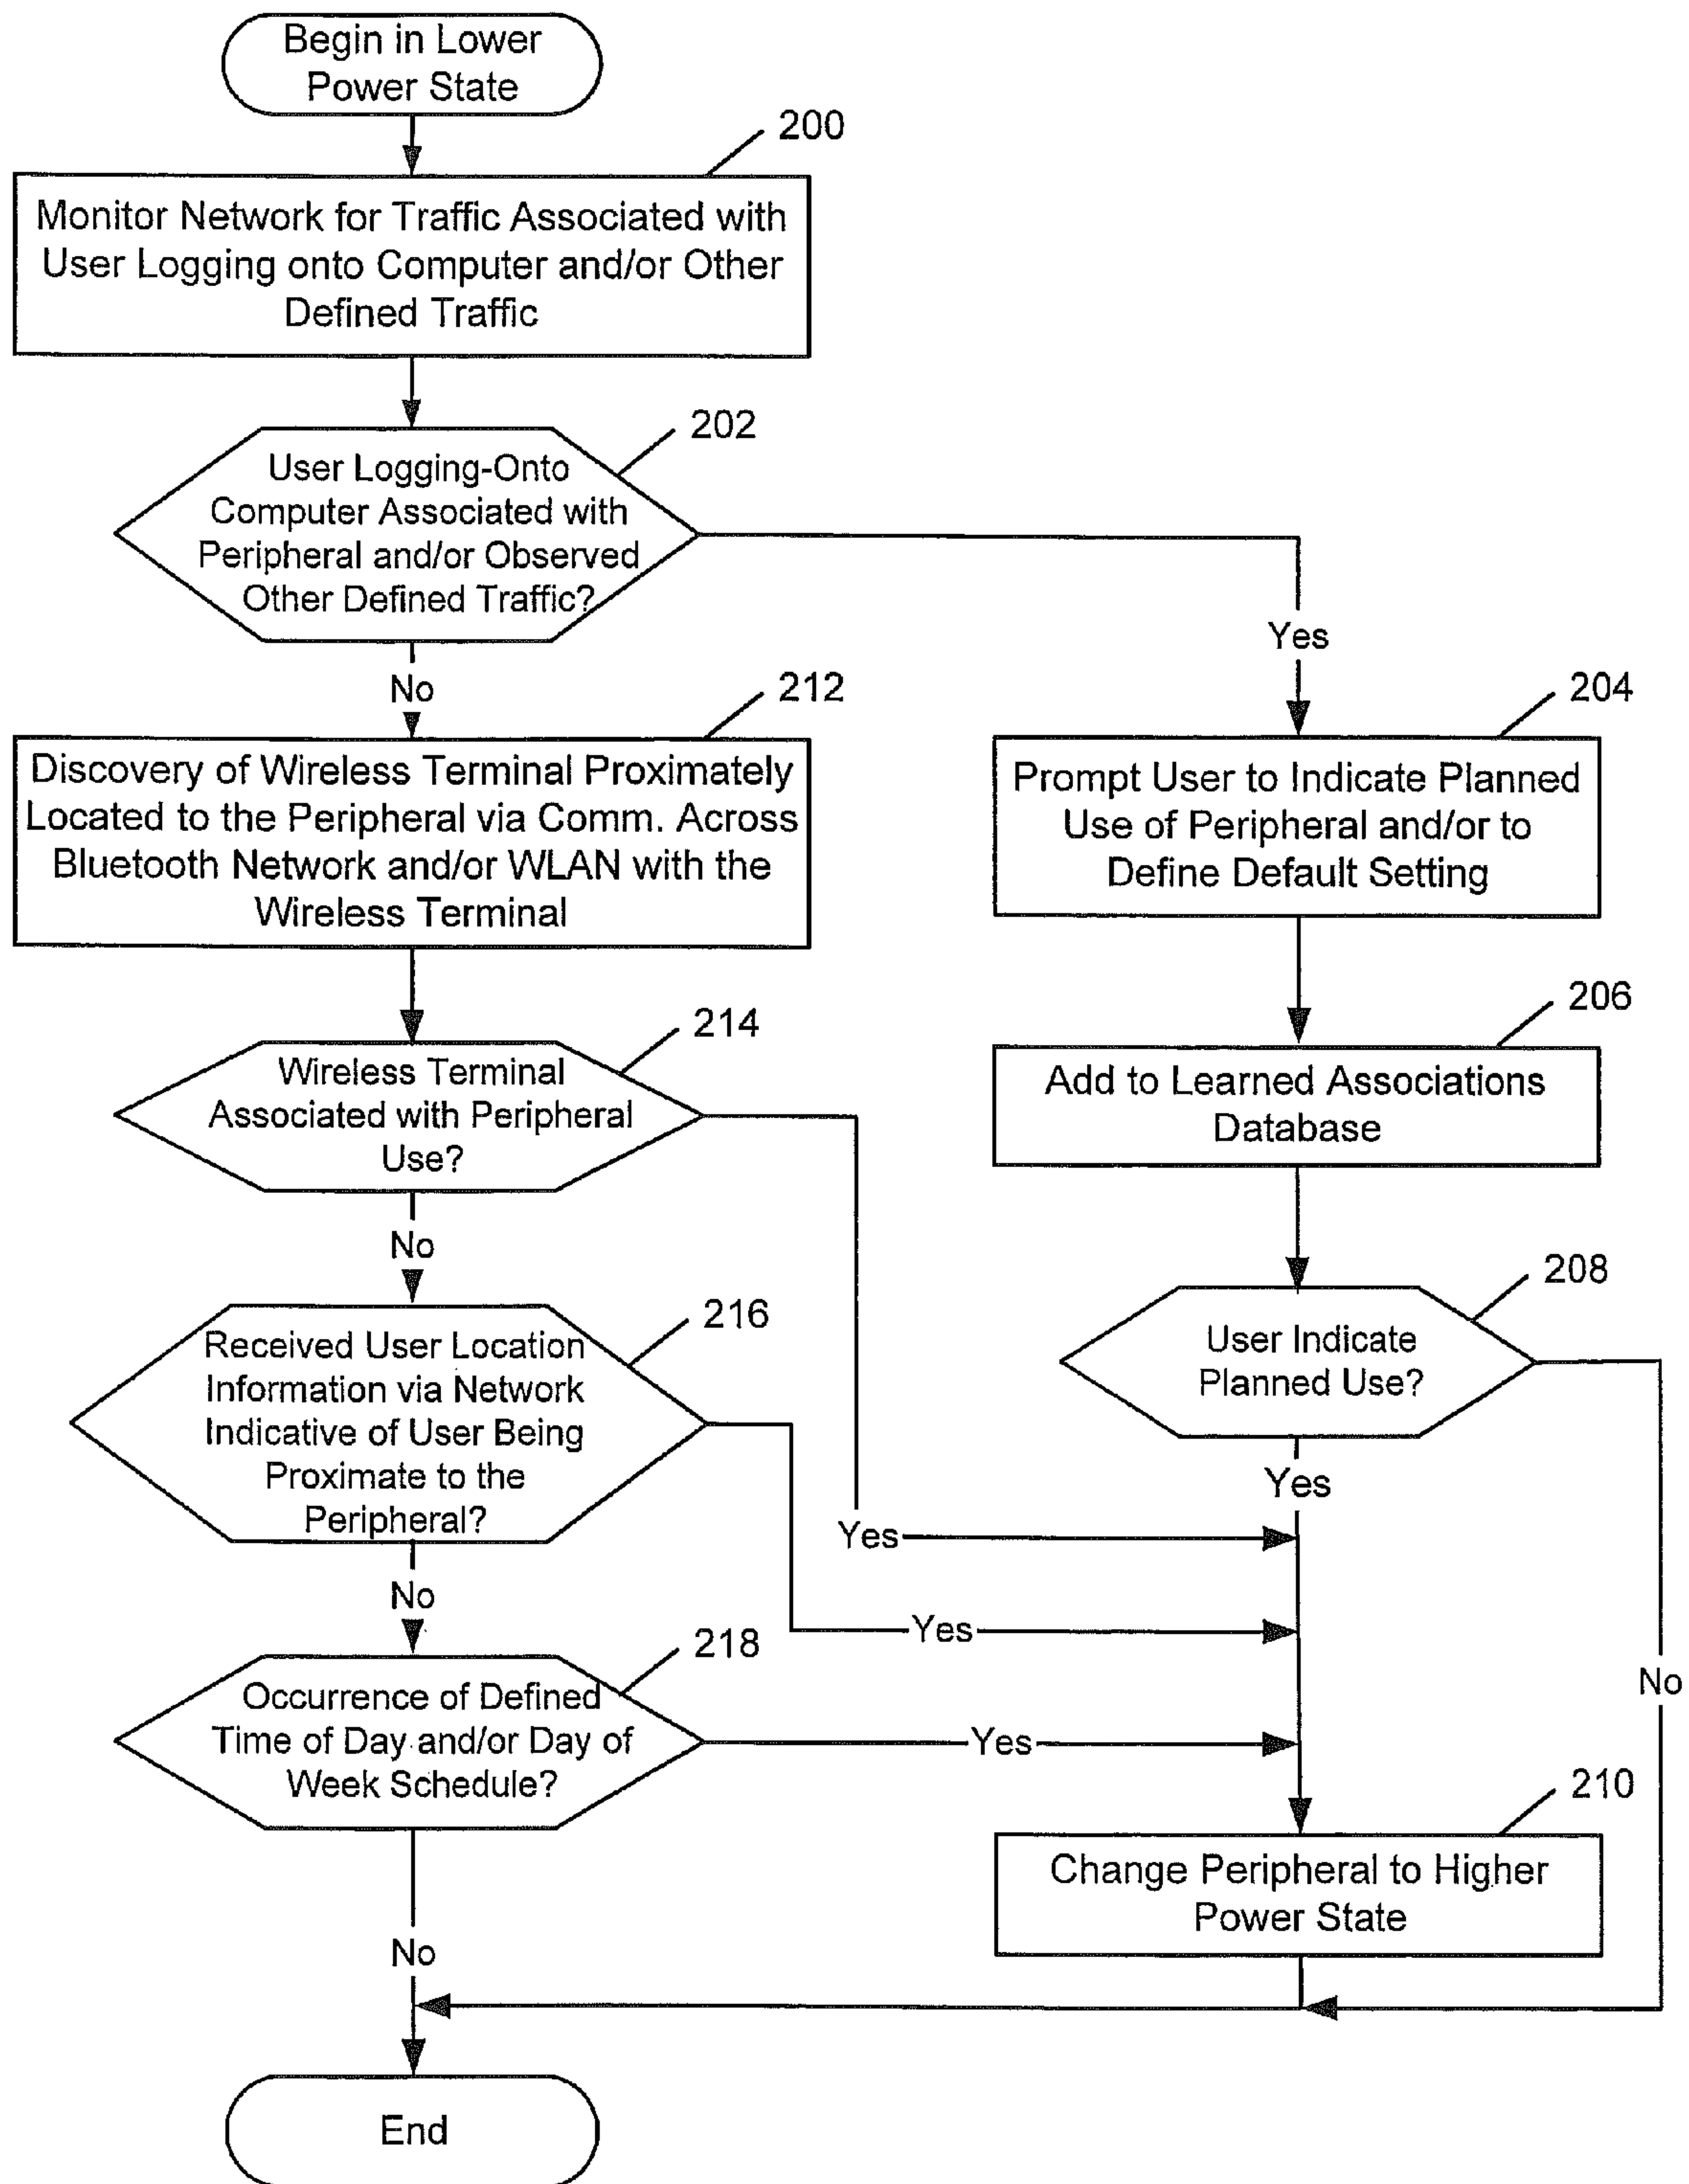 Begin in Lower
Power State
200
Monitor Network for Traffic Associated with
User Logging onto Computer and/or Other
Defined Traffic
202
User Logging-Onto
Computer Associated with
Peripheral and/or Observed
Other Defined Traffic?
Yes
No
212
Discovery of Wireless Terminal Proximately
Located to the Peripheral via Comm. Across
Bluetooth Network and/or WLAN with the
Wireless Terminal
204
Prompt User to Indicate Planned
Use of Peripheral and/or to
Define Default Setting
206
Add to Learned Associations
Database
214
Wireless Terminal
Associated with Peripheral
Use?
No
208
User Indicate
Planned Use?
Yes
216
Received User Location
Information via Network
Indicative of User Being
Proximate to the
Peripheral?
Yes
No
Yes
No
218
Occurrence of Defined
Time of Day and/or Day of
Week Schedule?
Yes
210
Change Peripheral to Higher
Power State
No
End